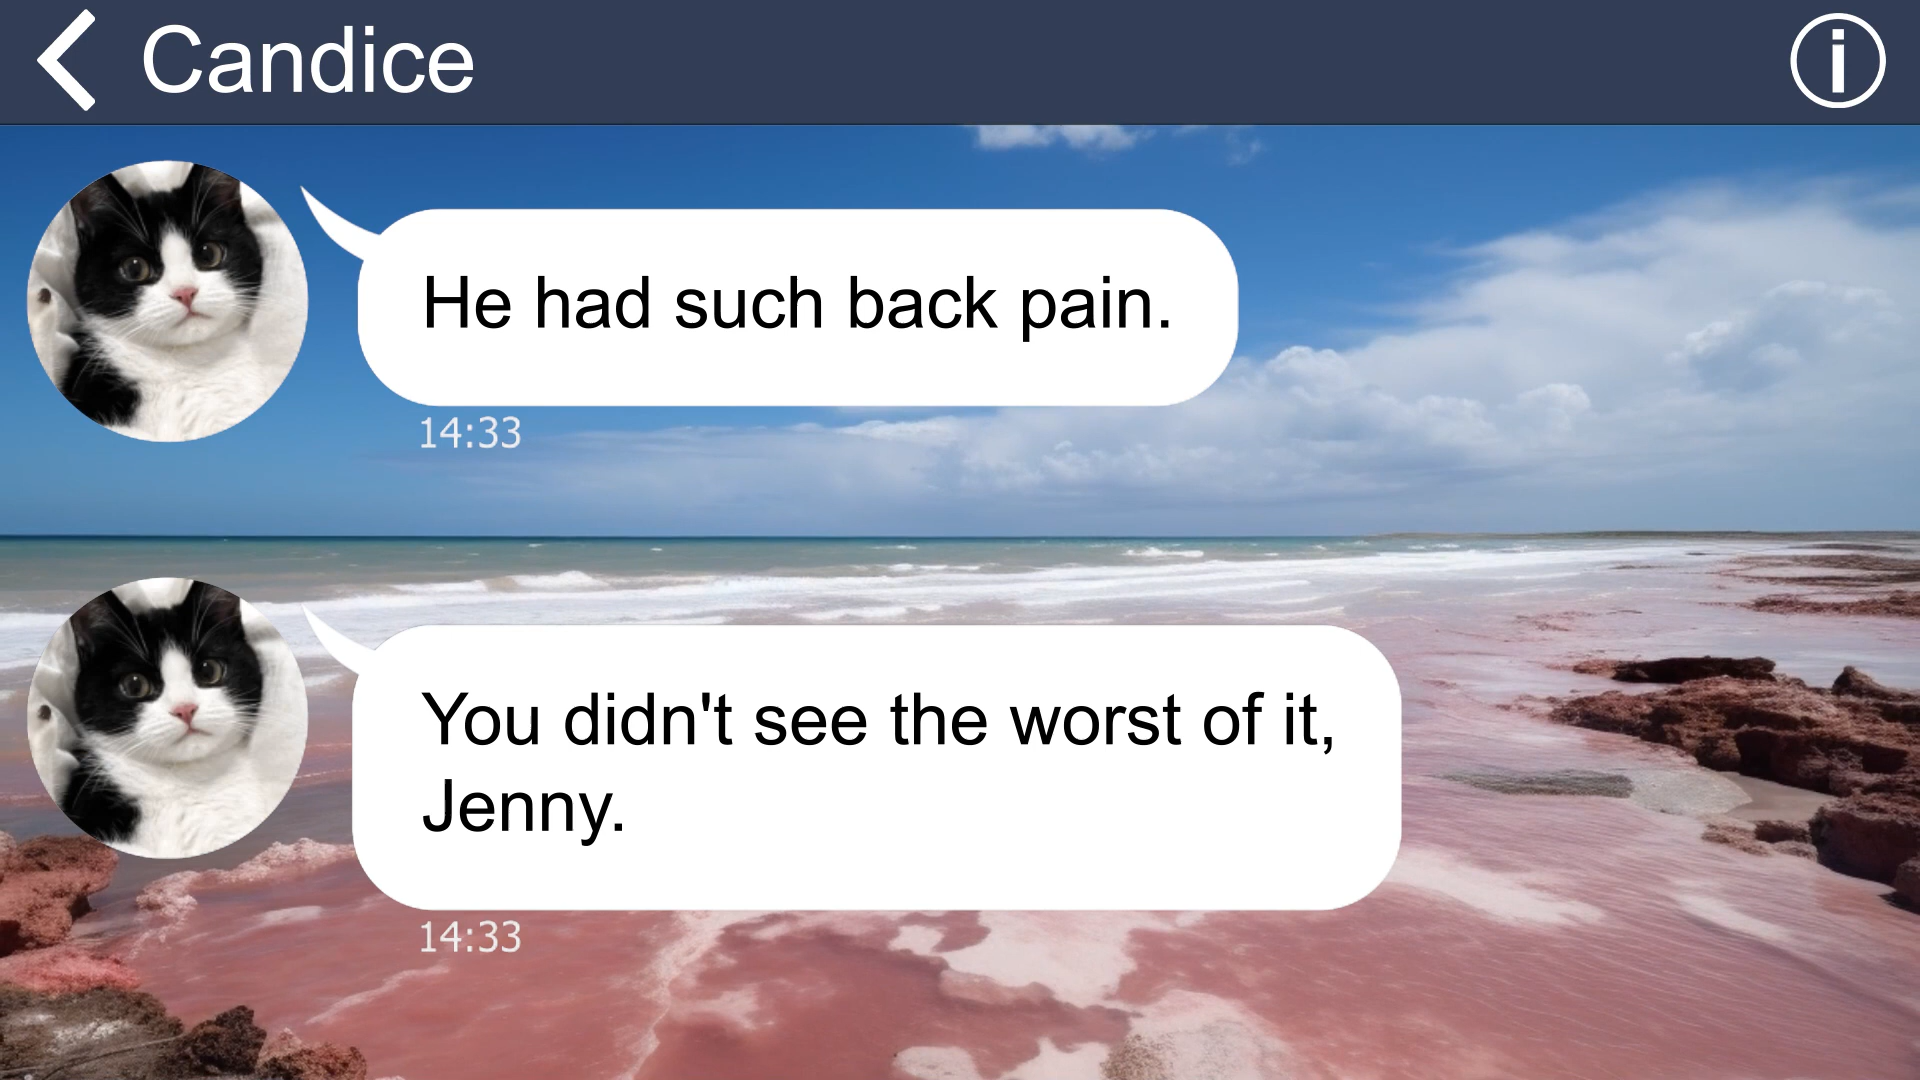 Candice
He had such back pain.
14:33
You didn't see the worst of it,
Jenny.
14:33